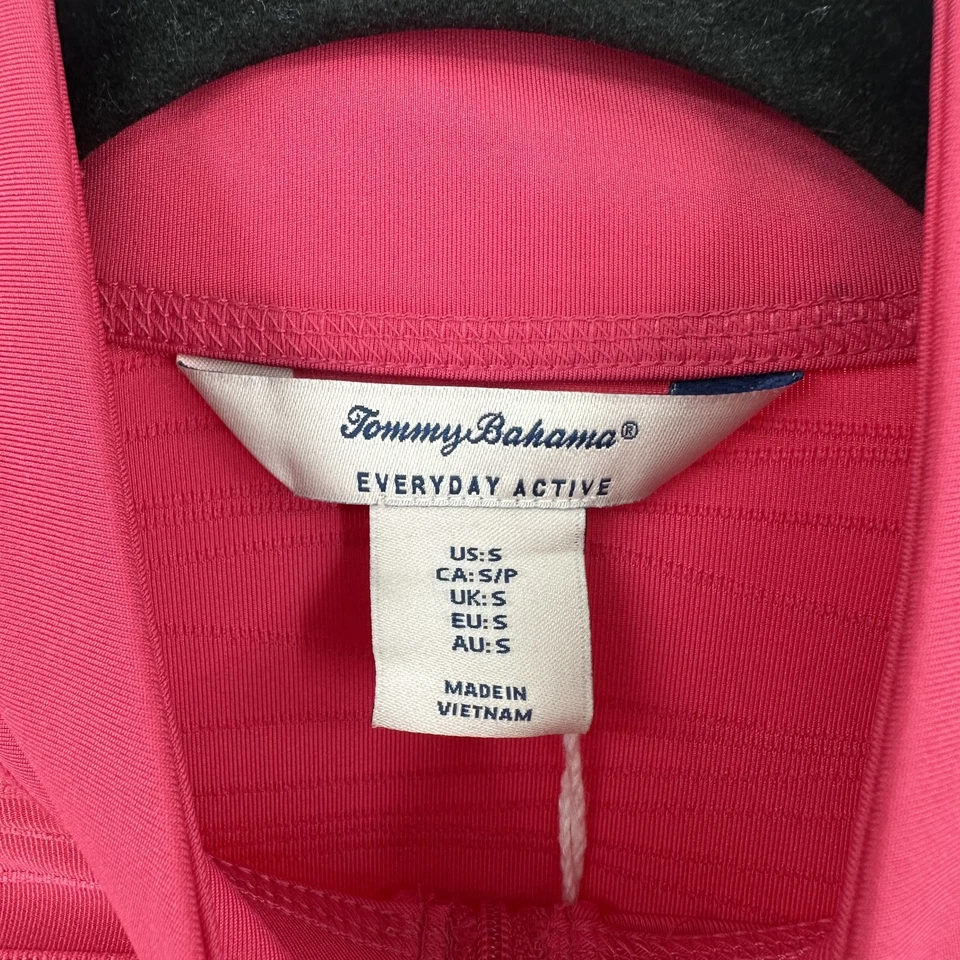 Tommy Bahama®
EVERYDAY ACTIVE
US: S
CA: S/P
UK: S
EU: S
AU: S
MADE IN
VIETNAM